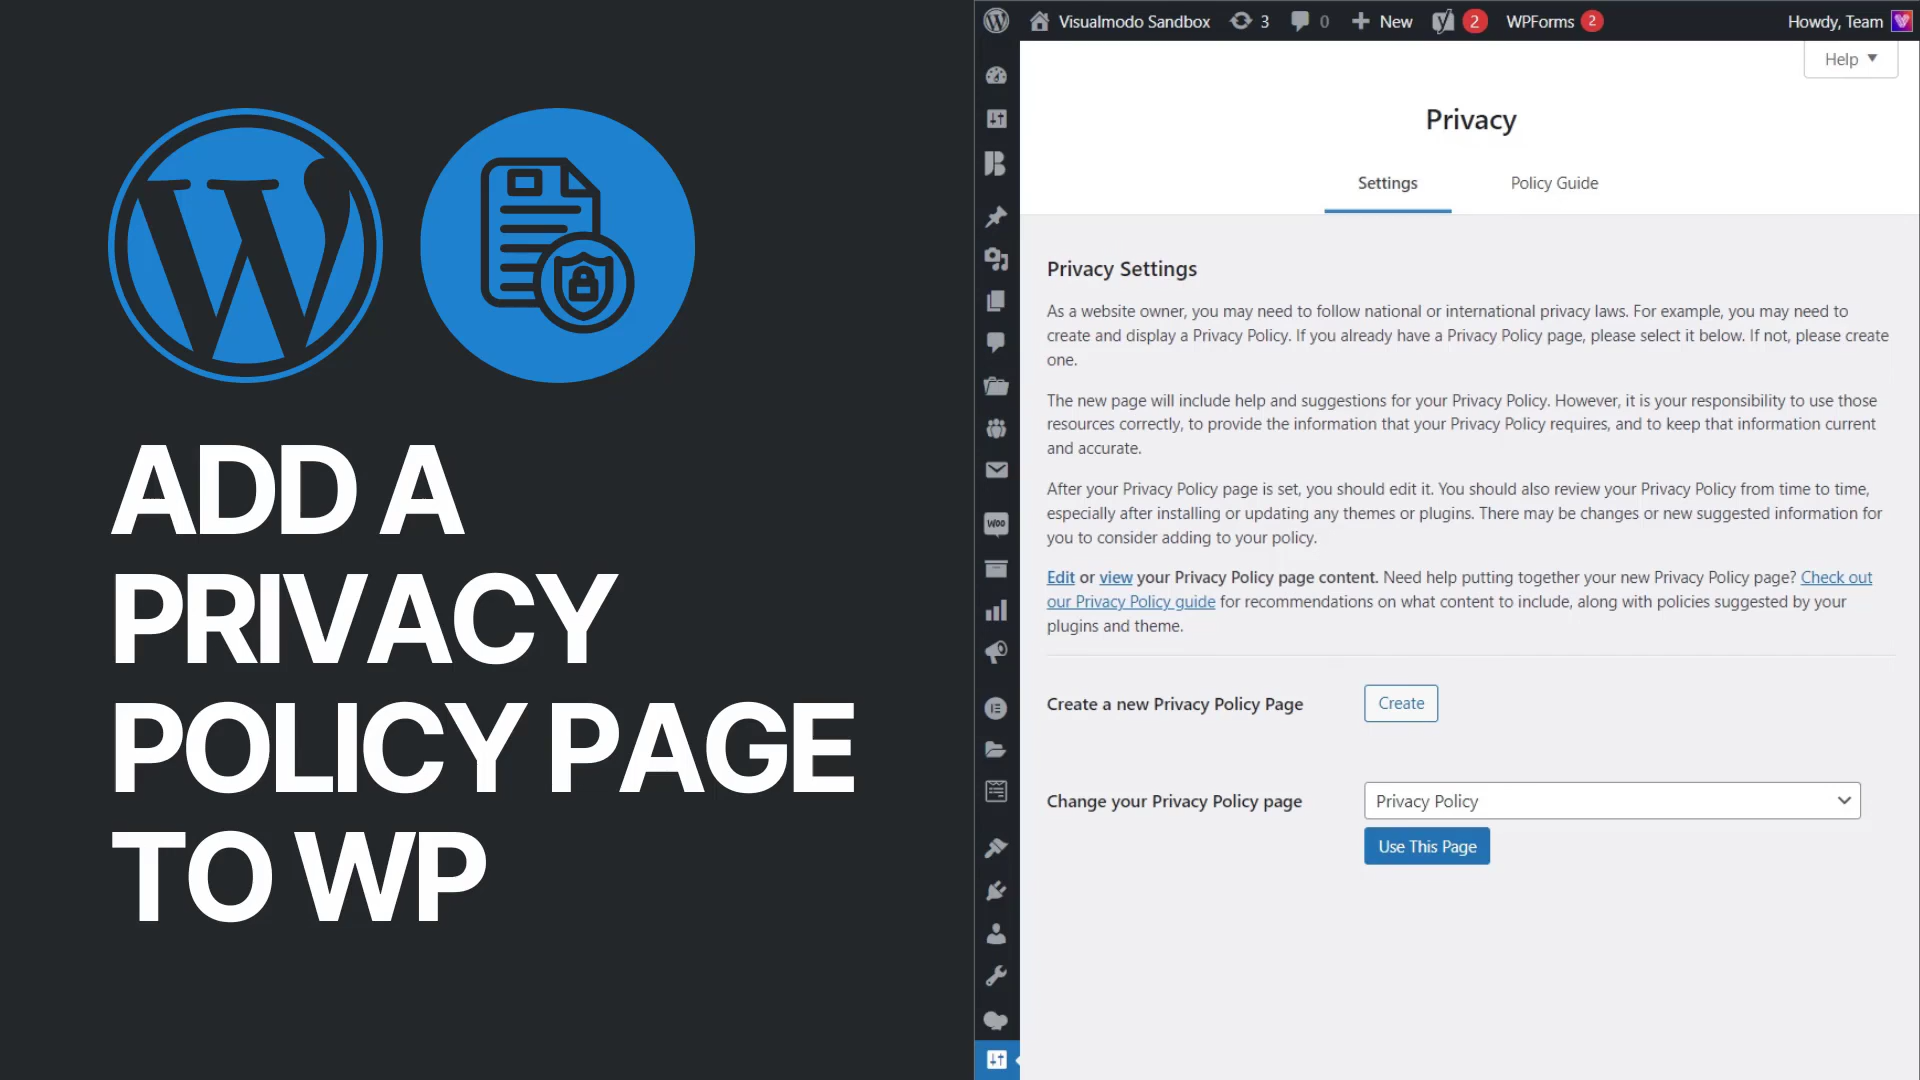 ADD A
PRIVACY
POLICY PAGE
TO WP
Visualmodo Sandbox 3 0 New 2 WPForms 2 Howdy, Team
Help
Privacy
Settings Policy Guide
Privacy Settings
As a website owner, you may need to follow national or international privacy laws. For example, you may need to
create and display a Privacy Policy. If you already have a Privacy Policy page, please select it below. If not, please create
one.
The new page will include help and suggestions for your Privacy Policy. However, it is your responsibility to use those
resources correctly, to provide the information that your Privacy Policy requires, and to keep that information current
and accurate.
After your Privacy Policy page is set, you should edit it. You should also review your Privacy Policy from time to time,
especially after installing or updating any themes or plugins. There may be changes or new suggested information for
you to consider adding to your policy.
Edit or view your Privacy Policy page content. Need help putting together your new Privacy Policy page? Check out
our Privacy Policy guide for recommendations on what content to include, along with policies suggested by your
plugins and theme.
Create a new Privacy Policy Page Create
Change your Privacy Policy page Privacy Policy
Use This Page
WOO